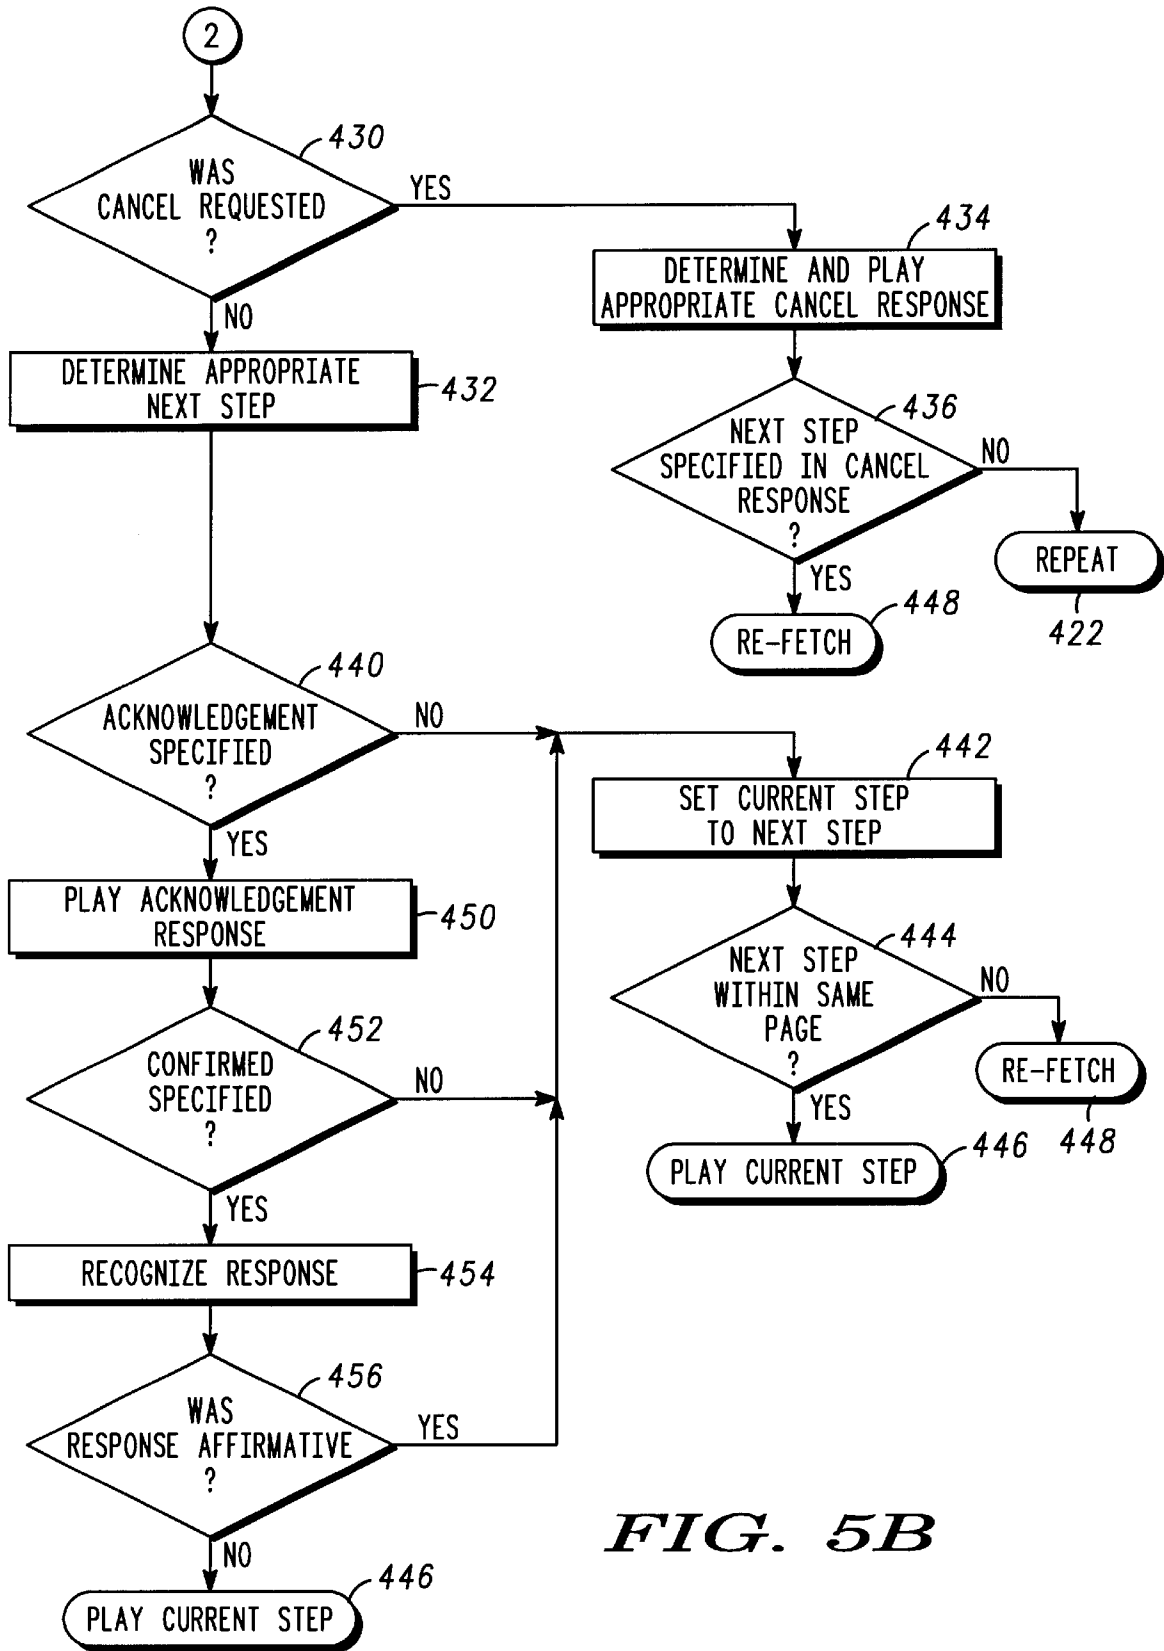 2
430
WAS
CANCEL REQUESTED
?
YES
NO
434
DETERMINE AND PLAY
APPROPRIATE CANCEL RESPONSE
DETERMINE APPROPRIATE
NEXT STEP
432
436
NEXT STEP
SPECIFIED IN CANCEL
RESPONSE
?
NO
YES
REPEAT
422
RE-FETCH
448
440
ACKNOWLEDGEMENT
SPECIFIED
?
NO
YES
442
SET CURRENT STEP
TO NEXT STEP
PLAY ACKNOWLEDGEMENT
RESPONSE
450
444
NEXT STEP
WITHIN SAME
PAGE
?
NO
YES
RE-FETCH
448
PLAY CURRENT STEP
446
452
CONFIRMED
SPECIFIED
?
NO
YES
RECOGNIZE RESPONSE
454
456
WAS
RESPONSE AFFIRMATIVE
?
YES
NO
PLAY CURRENT STEP
446
FIG. 5B